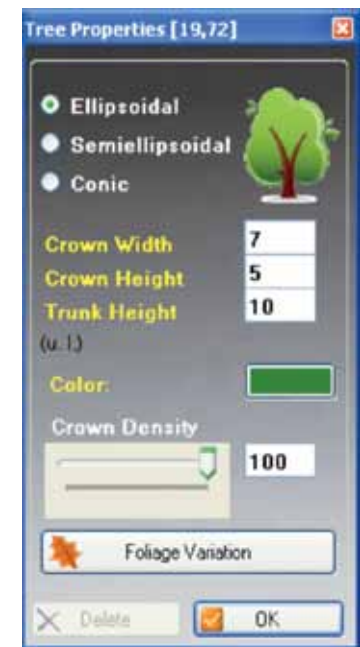 Tree Properties [19,72]
Ellipsoidal
Semiellipsoidal
Conic
Crown Width 7
Crown Height 5
Trunk Height 10
(u. l.)
Color:
Crown Density
100
Foliage Variation
Delete
OK